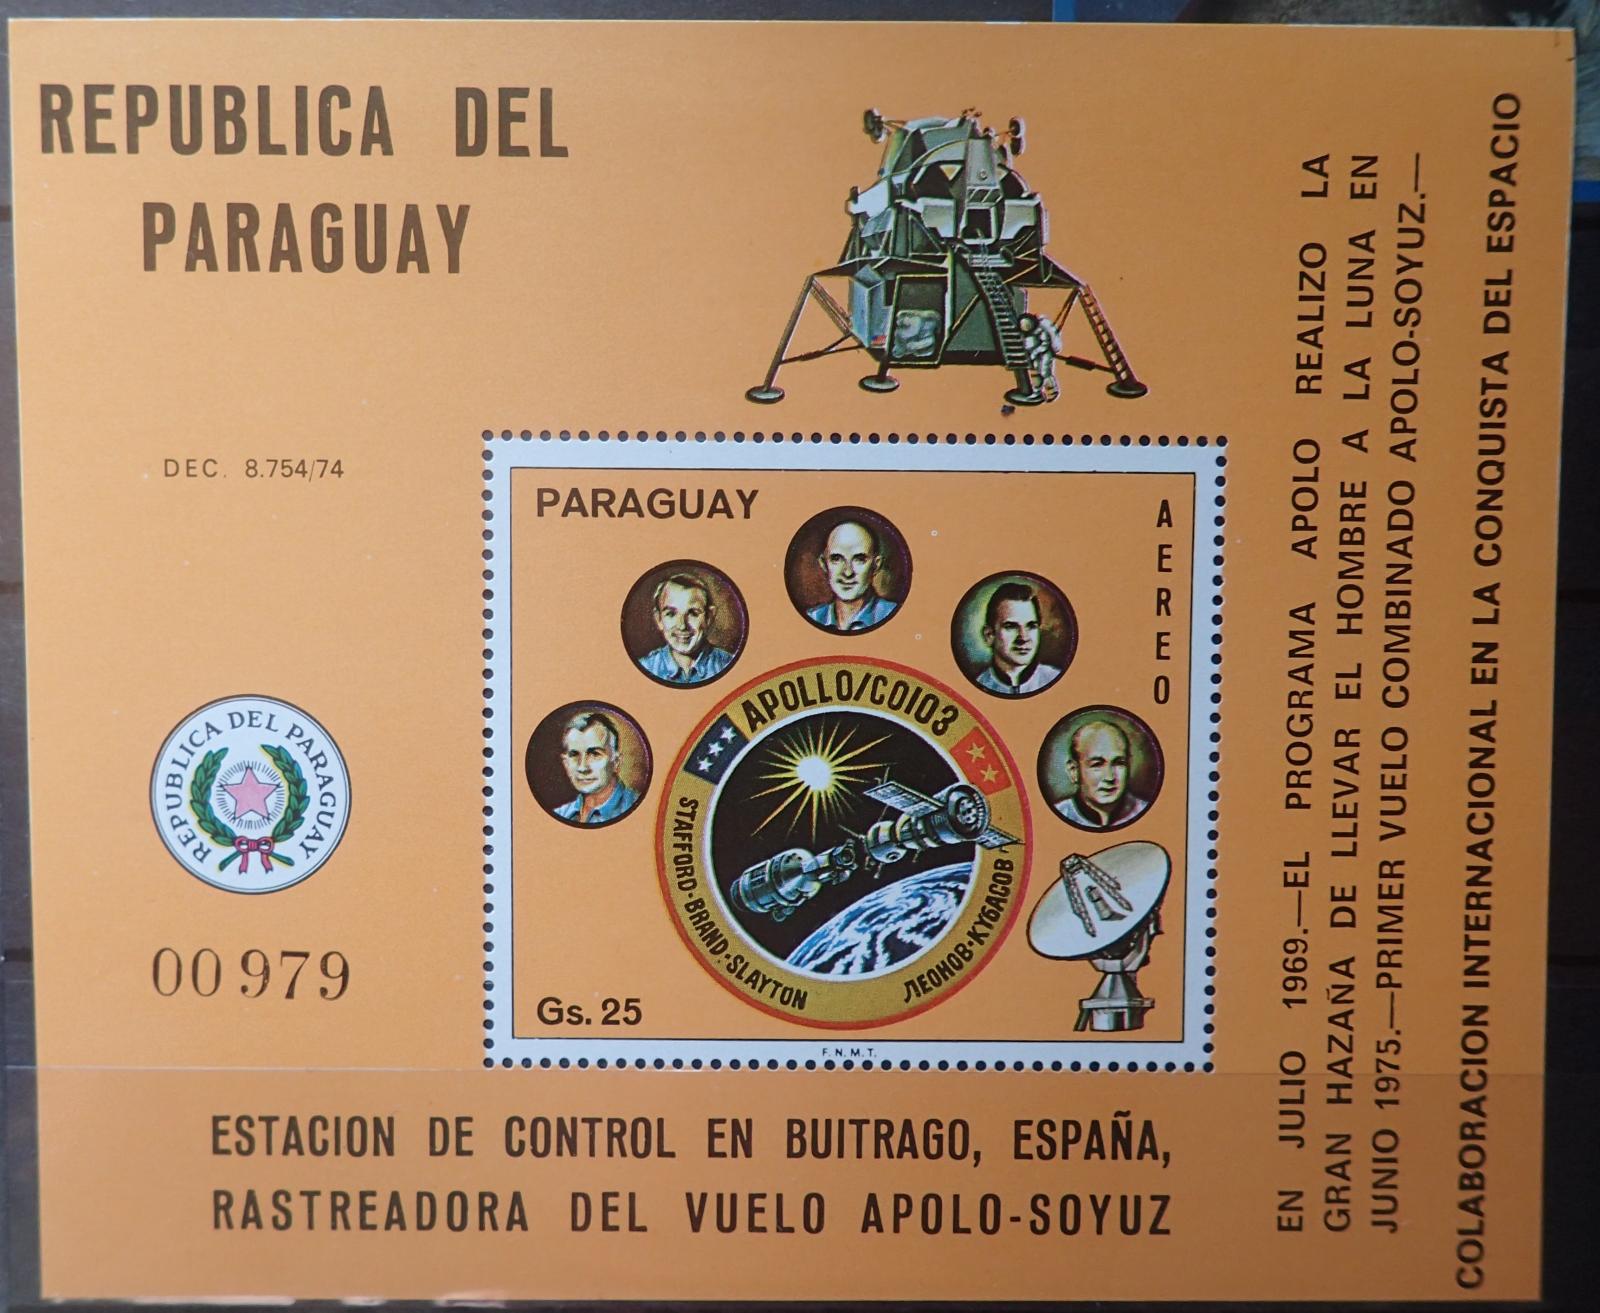 REPUBLICA DEL
PARAGUAY
DEC. 8.754/74
REPUBLICA DEL PARAGUAY
00979
PARAGUAY
AEREO
APOLLO/СОЮЗ
STAFFORD·BRAND·SLAYTON
ЛЕОНОВ·КУБАСОВ
Gs. 25
F.N.M.T.
ESTACION DE CONTROL EN BUITRAGO, ESPAÑA,
RASTREADORA DEL VUELO APOLO-SOYUZ
EN JULIO 1969.—EL PROGRAMA APOLO REALIZO LA
GRAN HAZAÑA DE LLEVAR EL HOMBRE A LA LUNA EN
JUNIO 1975.—PRIMER VUELO COMBINADO APOLO-SOYUZ.—
COLABORACION INTERNACIONAL EN LA CONQUISTA DEL ESPACIO